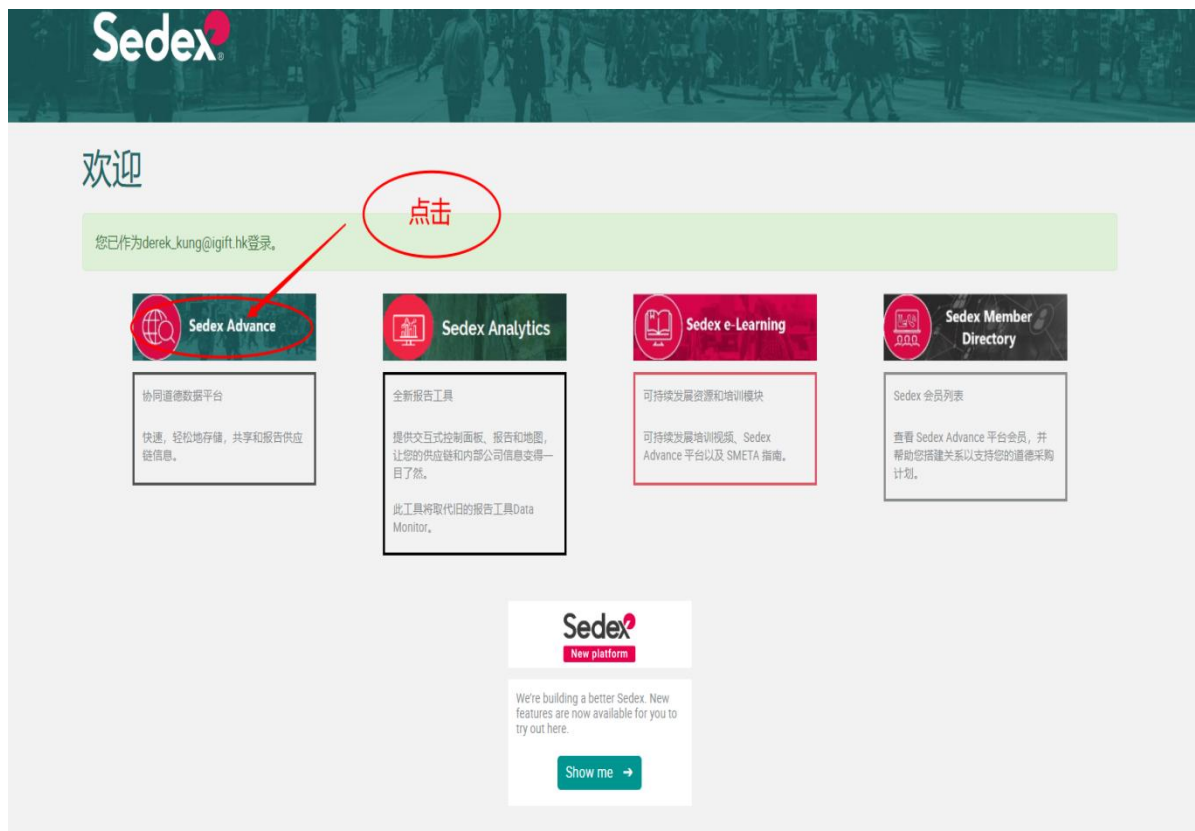 Sedex®
欢迎
点击
您已作为derek_kung@igift.hk登录。
Sedex Advance
协同道德数据平台
快速，轻松地存储，共享和报告供应
链信息。
Sedex Analytics
全新报告工具
提供交互式控制面板、报告和地图，
让您的供应链和内部公司信息变得一
目了然。
此工具将取代旧的报告工具Data
Monitor。
Sedex e-Learning
可持续发展资源和培训模块
可持续发展培训视频、Sedex
Advance 平台以及 SMETA 指南。
Sedex Member
Directory
Sedex 会员列表
查看 Sedex Advance 平台会员，并
帮助您搭建关系以支持您的道德采购
计划。
Sedex
New platform
We're building a better Sedex. New
features are now available for you to
try out here.
Show me →